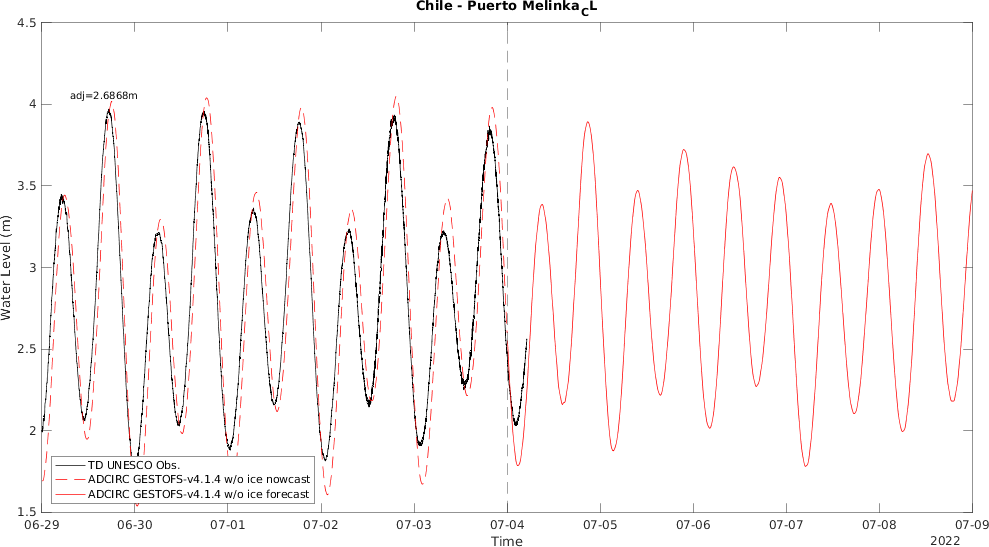 Chile - Puerto Melinka_CL
4.5
4
3.5
3
2.5
2
1.5
Water Level (m)
adj=2.6868m
TD UNESCO Obs.
ADCIRC GESTOFS-v4.1.4 w/o ice nowcast
ADCIRC GESTOFS-v4.1.4 w/o ice forecast
06-29 06-30 07-01 07-02 07-03 07-04 07-05 07-06 07-07 07-08 07-09
Time
2022